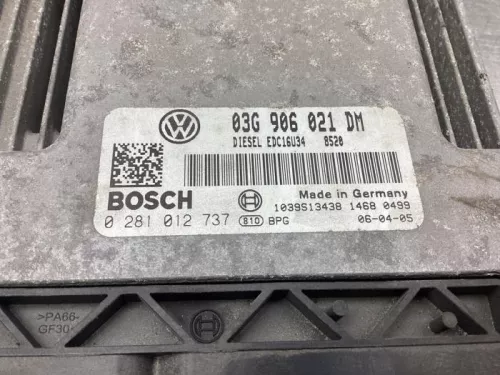 03G 906 021 DM
DIESEL EDC16U34 8520
BOSCH
Made in Germany
1039S13438 1468 0499
0 281 012 737 810 BPG 06-04-05
>PA66-
GF30<